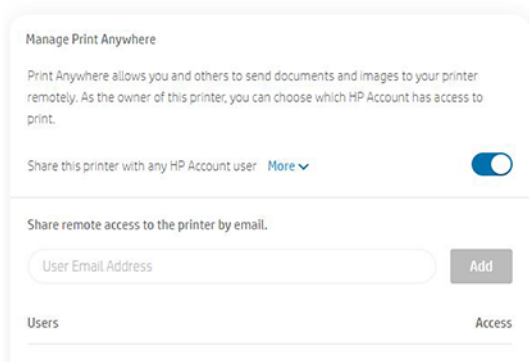 Manage Print Anywhere
Print Anywhere allows you and others to send documents and images to your printer
remotely. As the owner of this printer, you can choose which HP Account has access to
print.
Share this printer with any HP Account user More
Share remote access to the printer by email.
User Email Address Add
Users Access